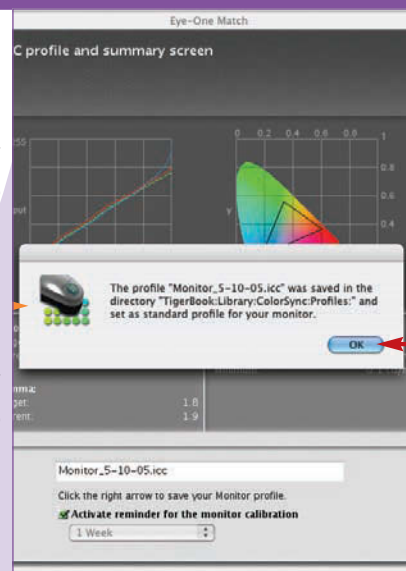 Eye-One Match
C profile and summary screen
255
0 0.2 0.4 0.6 0.8 1
0.8
0.6
y
0.4
The profile "Monitor_5-10-05.icc" was saved in the
directory "TigerBook:Library:ColorSync:Profiles:" and
set as standard profile for your monitor.
OK
mma:
get: 1.8
rent: 1.9
Monitor_5-10-05.icc
Click the right arrow to save your Monitor profile.
Activate reminder for the monitor calibration
1 Week